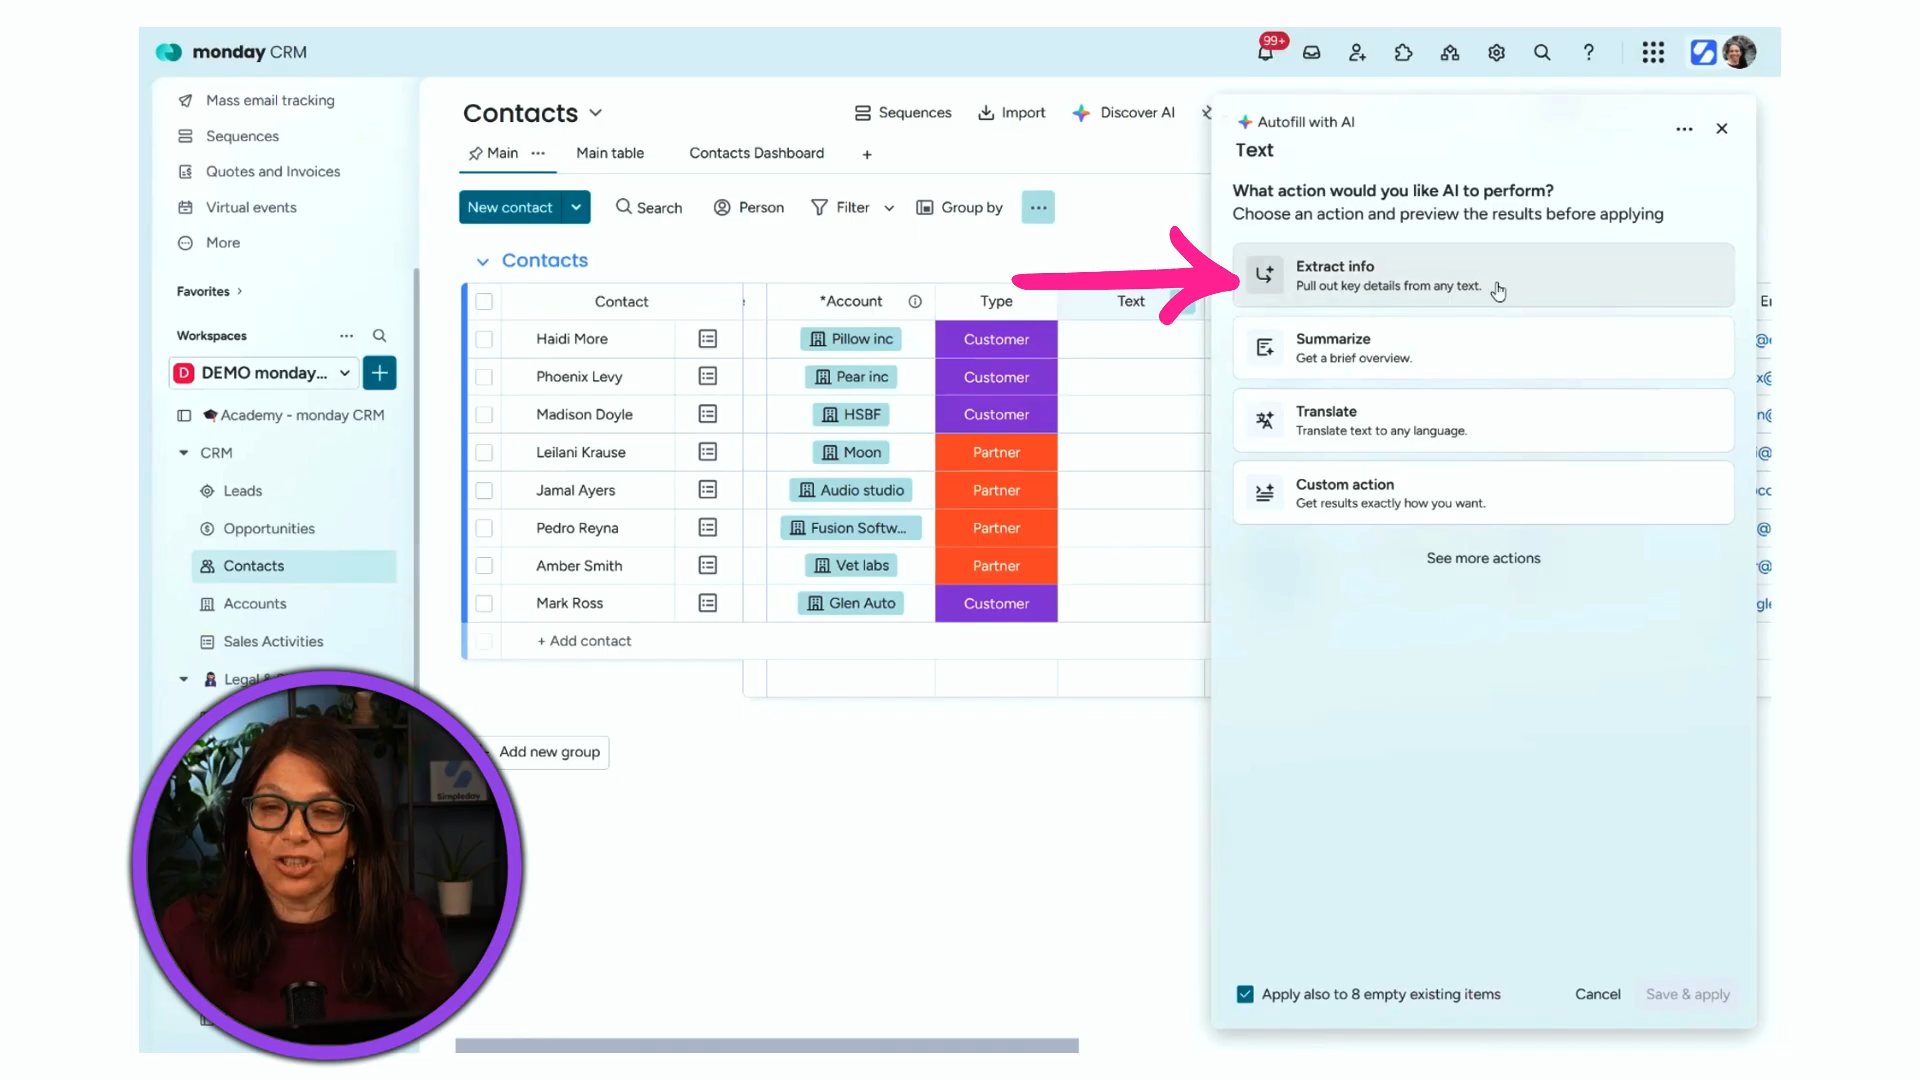 monday CRM
99+
Mass email tracking
Sequences
Quotes and Invoices
Virtual events
More
Favorites
Workspaces
D DEMO monday...
Academy - monday CRM
CRM
Leads
Opportunities
Contacts
Accounts
Sales Activities
Contacts
Sequences
Import
Discover AI
Main
Main table
Contacts Dashboard
New contact
Search
Person
Filter
Group by
Contacts
Contact *Account Type Text
Haidi More Pillow inc Customer
Phoenix Levy Pear inc Customer
Madison Doyle HSBF Customer
Leilani Krause Moon Partner
Jamal Ayers Audio studio Partner
Pedro Reyna Fusion Softw... Partner
Amber Smith Vet labs Partner
Mark Ross Glen Auto Customer
+ Add contact
Add new group
Simpleday
Autofill with AI
Text
What action would you like AI to perform?
Choose an action and preview the results before applying
Extract info
Pull out key details from any text.
Summarize
Get a brief overview.
Translate
Translate text to any language.
Custom action
Get results exactly how you want.
See more actions
Apply also to 8 empty existing items
Cancel
Save & apply